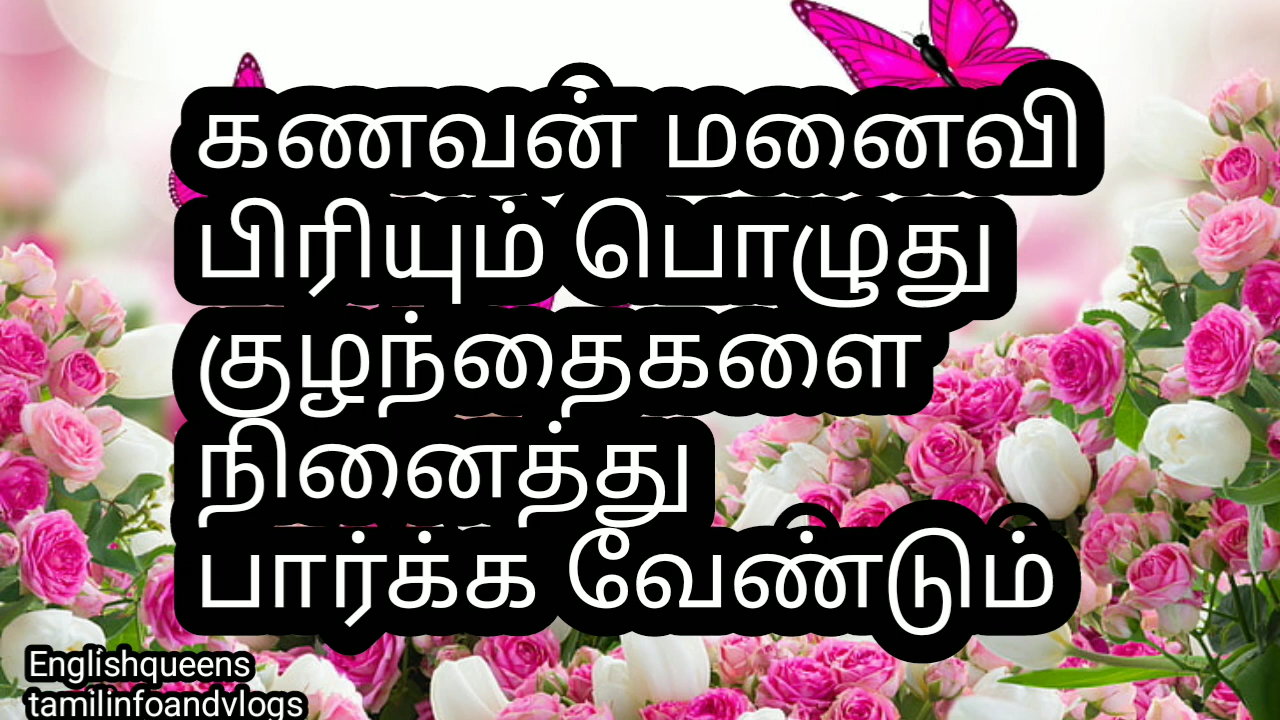 கணவன் மனைவி
பிரியும் பொழுது
குழந்தைகளை
நினைத்து
பார்க்க வேண்டும்
Englishqueens
tamilinfoandvlogs